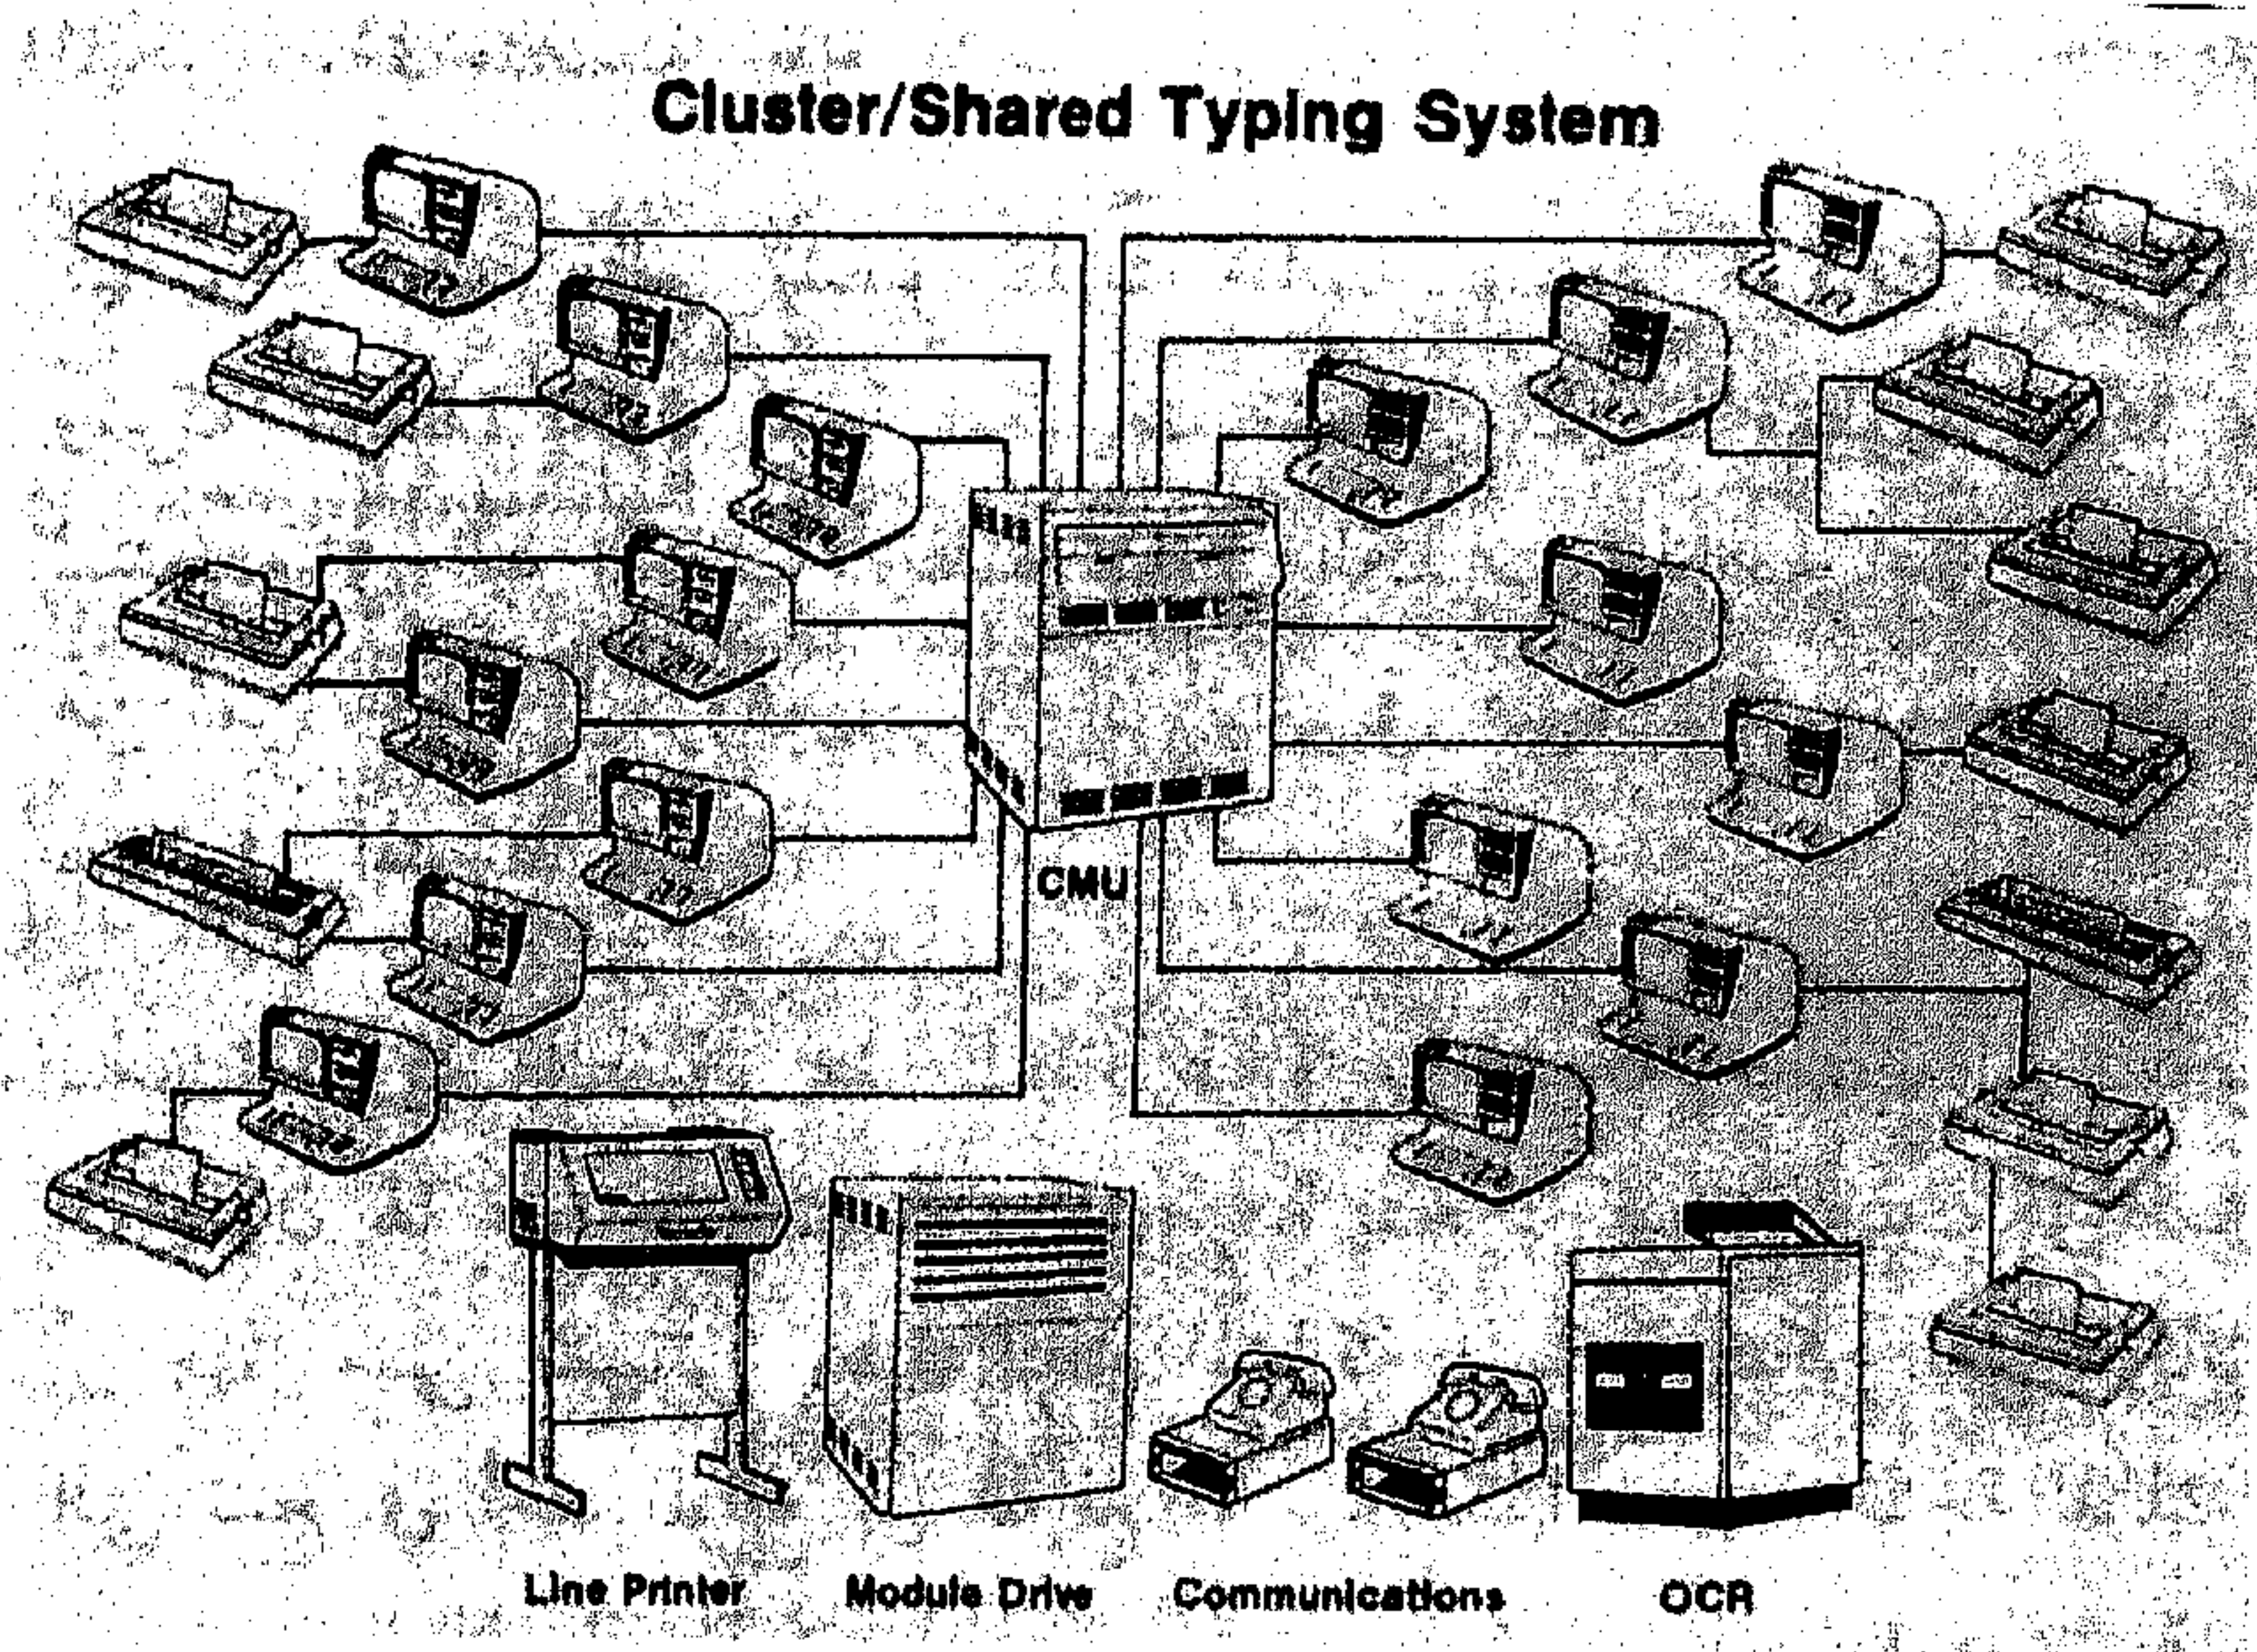 Cluster/Shared Typing System
CMU
Line Printer
Module Drive
Communications
OCR